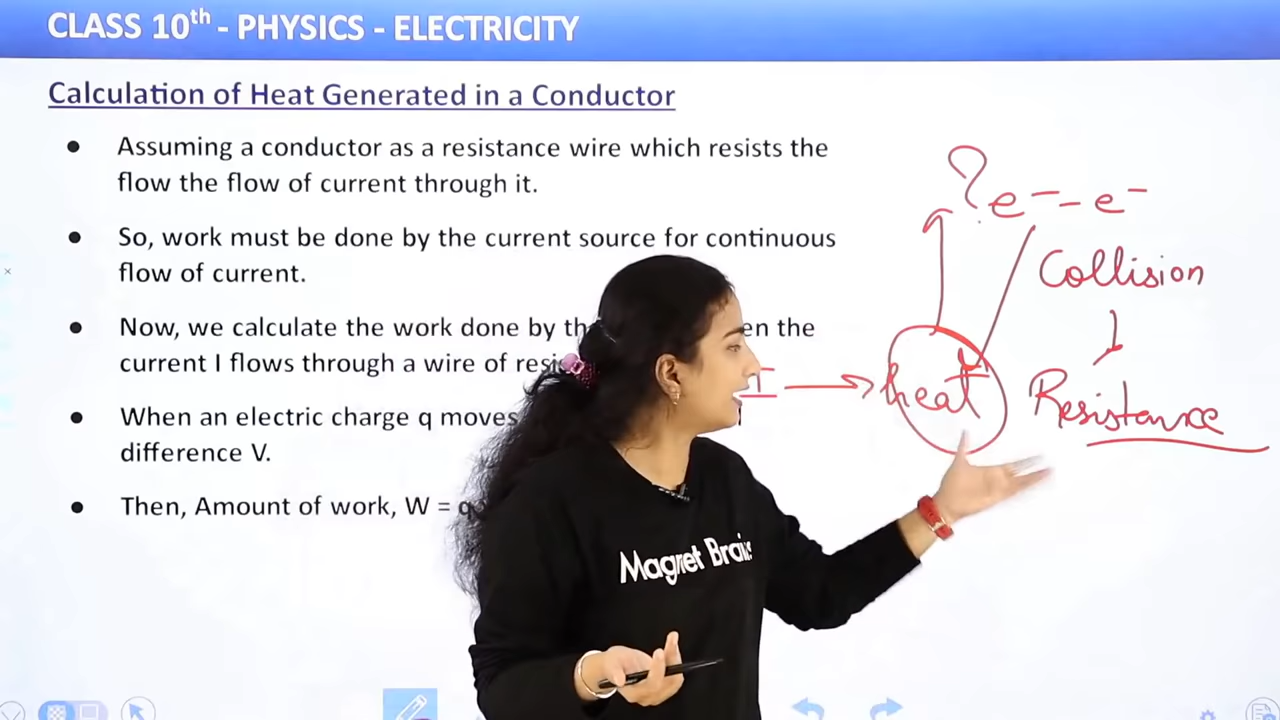 CLASS 10th - PHYSICS - ELECTRICITY
Calculation of Heat Generated in a Conductor
● Assuming a conductor as a resistance wire which resists the
flow the flow of current through it.
● So, work must be done by the current source for continuous
flow of current.
● Now, we calculate the work done by the
current I flows through a wire of resi
● When an electric charge q moves
difference V.
● Then, Amount of work, W = q
? e⁻ - e⁻
Collision
Resistance
I → heat
Magnet Brains